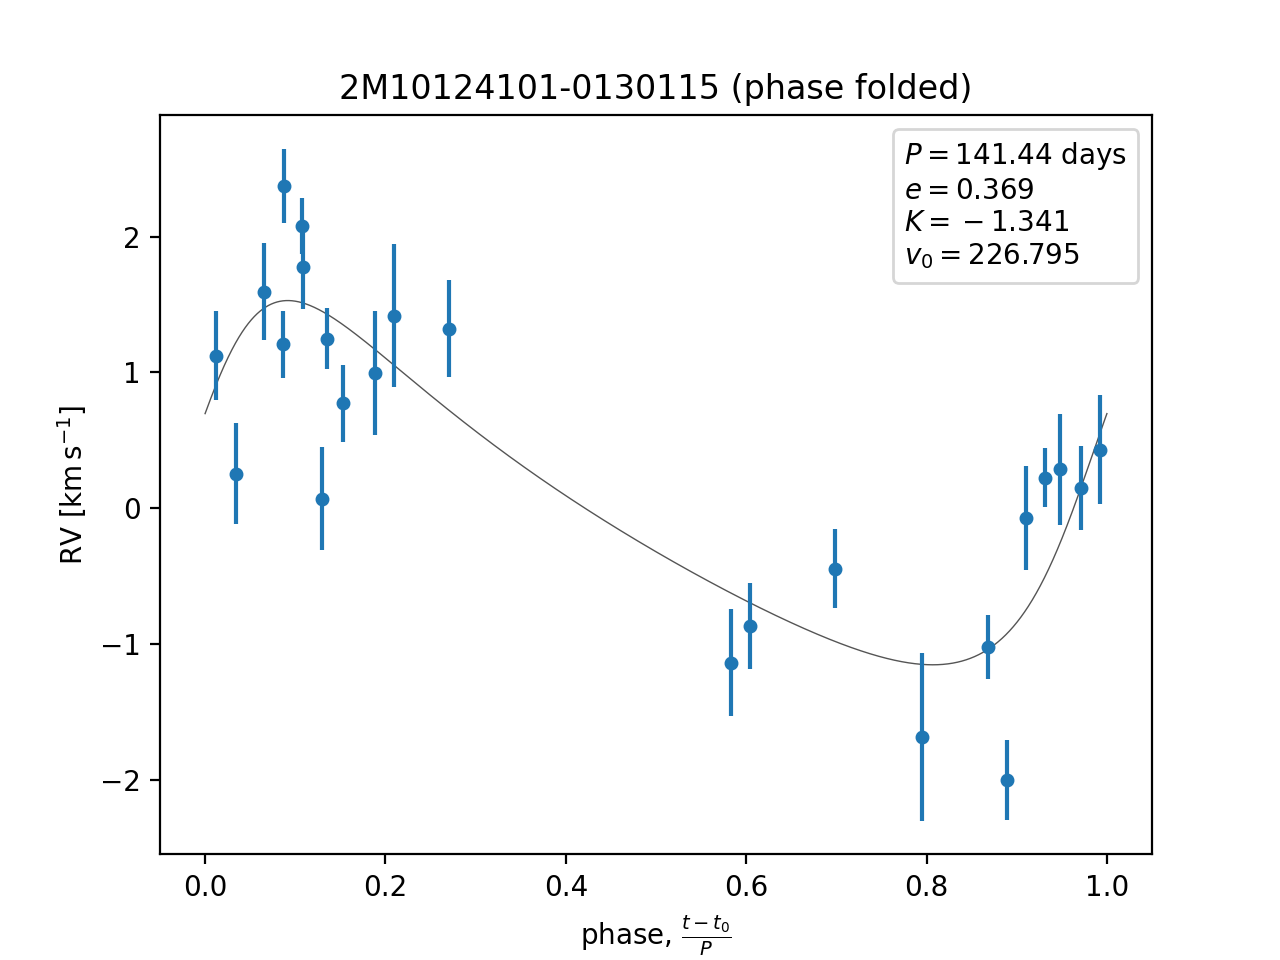 2M10124101-0130115 (phase folded)
P = 141.44 days
e = 0.369
K = − 1.341
v₀ = 226.795
RV [km s⁻¹]
2
1
0
−1
−2
0.0 0.2 0.4 0.6 0.8 1.0
phase, (t − t₀)/P